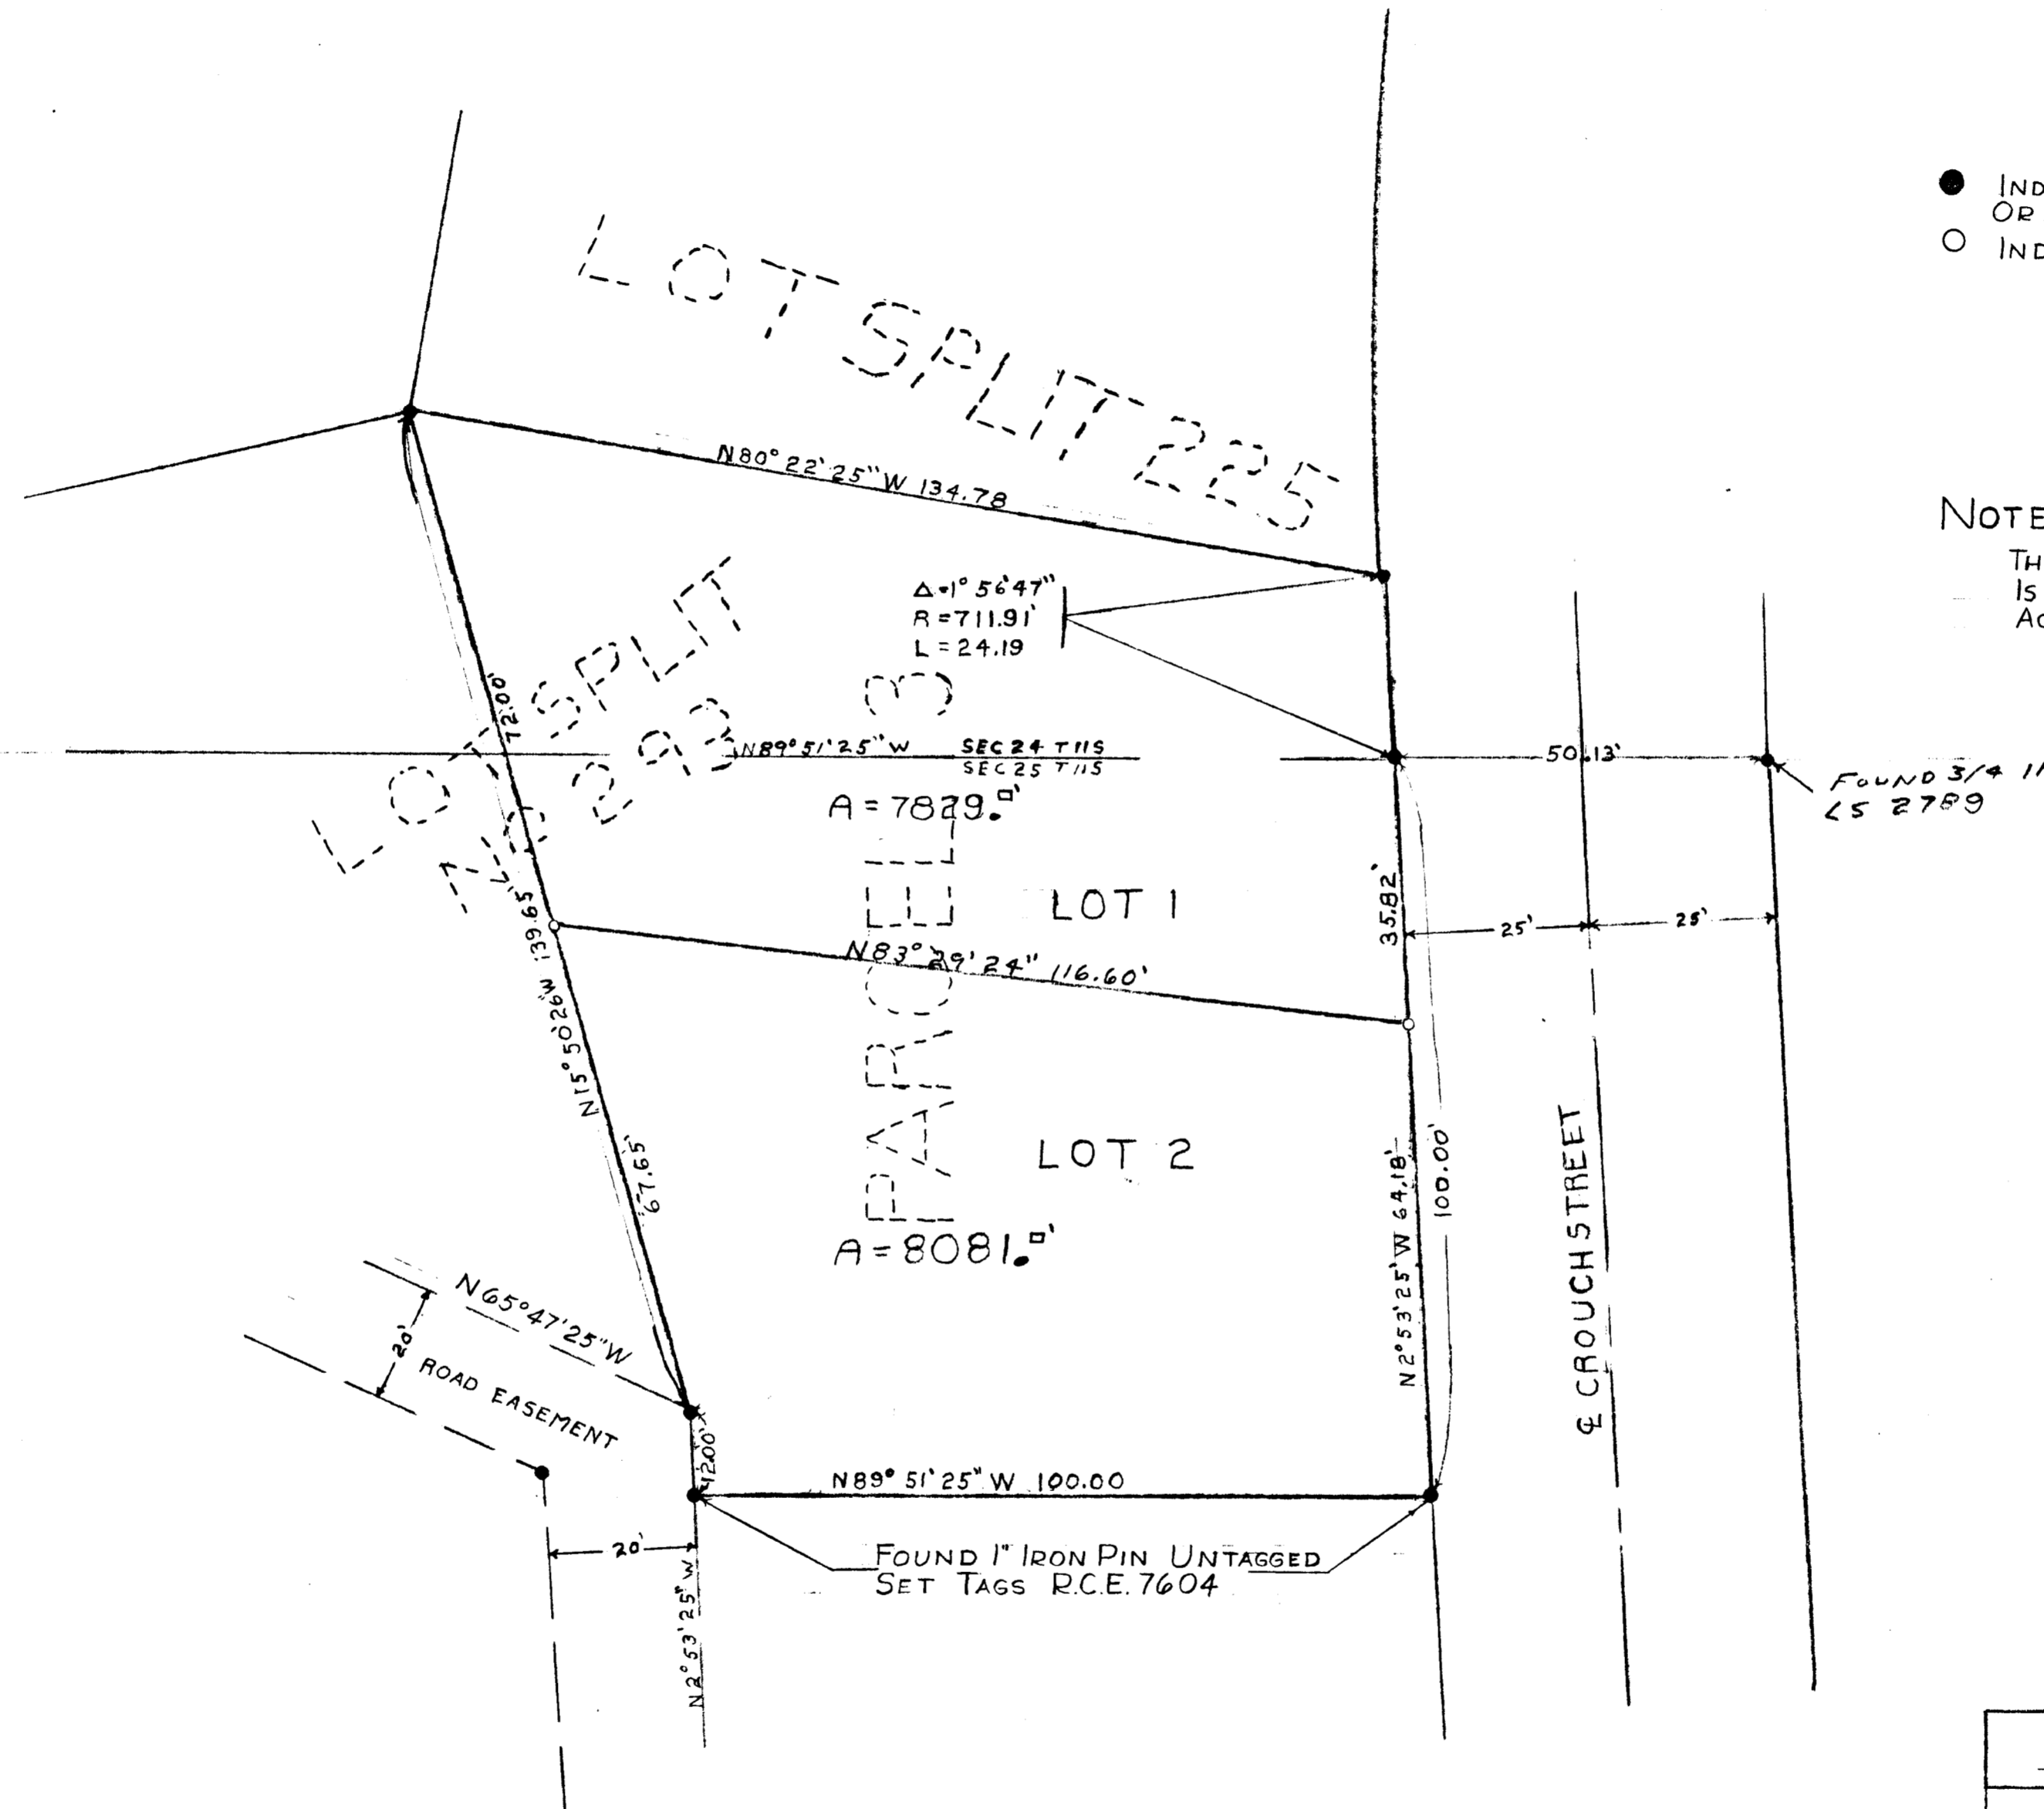 IND
OR
IND
LOT SPLIT 225
N80° 22' 25" W 134.78
NOTE
TH
IS
AC
Δ=1° 56' 47"
R=711.91'
L=24.19
72.00'
LOT SPLIT
NO 293
N89° 51' 25" W
SEC 24 T 11S
SEC 25 T 11S
50.13'
FOUND 3/4
LS 2789
A=7829.□'
PARCEL 3
LOT 1
35.82'
25'
25'
N83° 29' 24" 116.60'
N15° 50' 26" W 139.65'
67.65'
LOT 2
A=8081.□'
N2° 53' 25" W 64.18'
100.00'
℄ CROUCH STREET
N65° 47' 25" W
20'
ROAD EASEMENT
12.00'
N89° 51' 25" W 100.00
20'
FOUND 1" IRON PIN UNTAGGED
SET TAGS R.C.E. 7604
N2° 53' 25" W